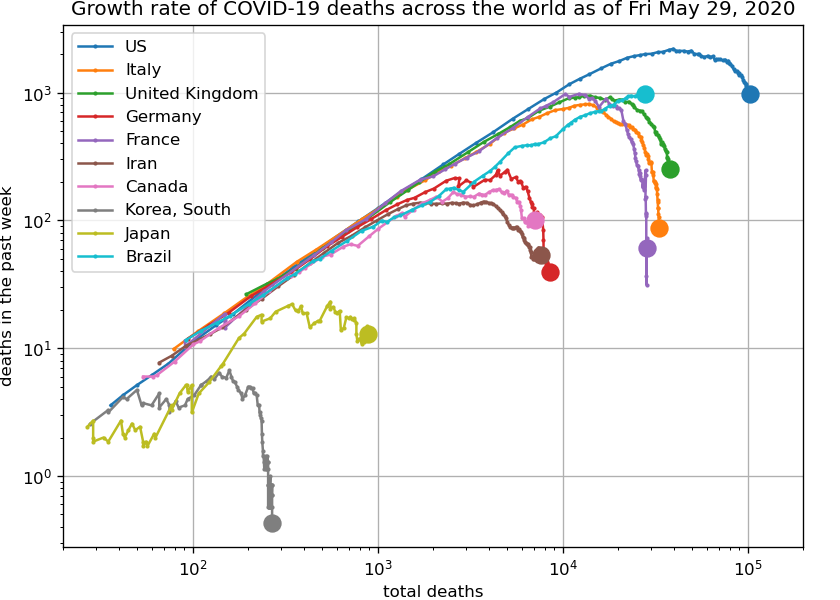 Growth rate of COVID-19 deaths across the world as of Fri May 29, 2020
US
Italy
United Kingdom
Germany
France
Iran
Canada
Korea, South
Japan
Brazil
deaths in the past week
10³
10²
10¹
10⁰
10²
10³
10⁴
10⁵
total deaths